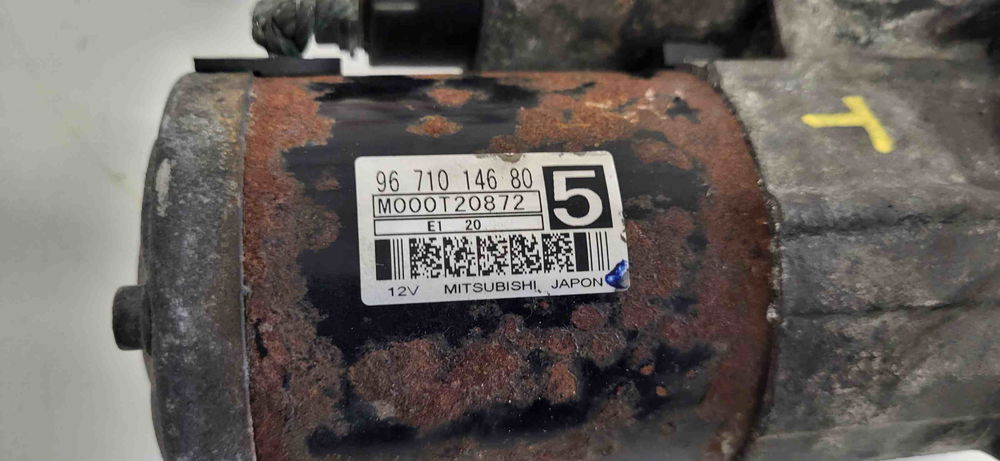 96 710 146 80
M000T20872
5
E1 20
12V MITSUBISHI JAPON
T